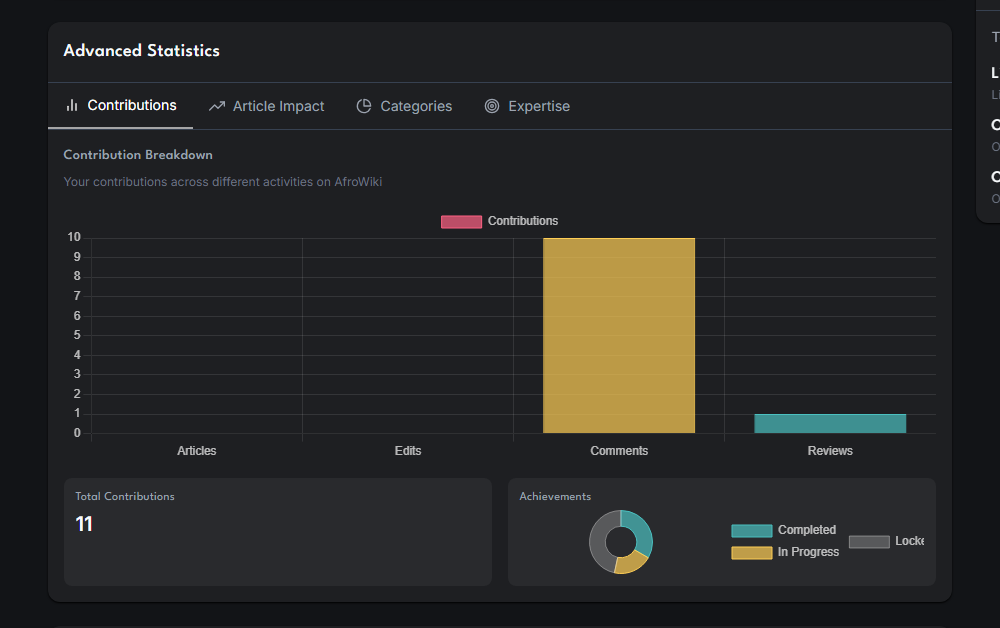 Advanced Statistics
Contributions Article Impact Categories Expertise
Contribution Breakdown
Your contributions across different activities on AfroWiki
Contributions
10
9
8
7
6
5
4
3
2
1
0
Articles Edits Comments Reviews
Total Contributions
11
Achievements
Completed
In Progress
Locke